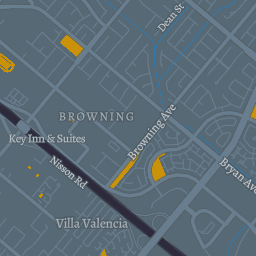 Dean St
BROWNING
Browning Ave
Key Inn & Suites
Nisson Rd
Bryan Ave
Villa Valencia